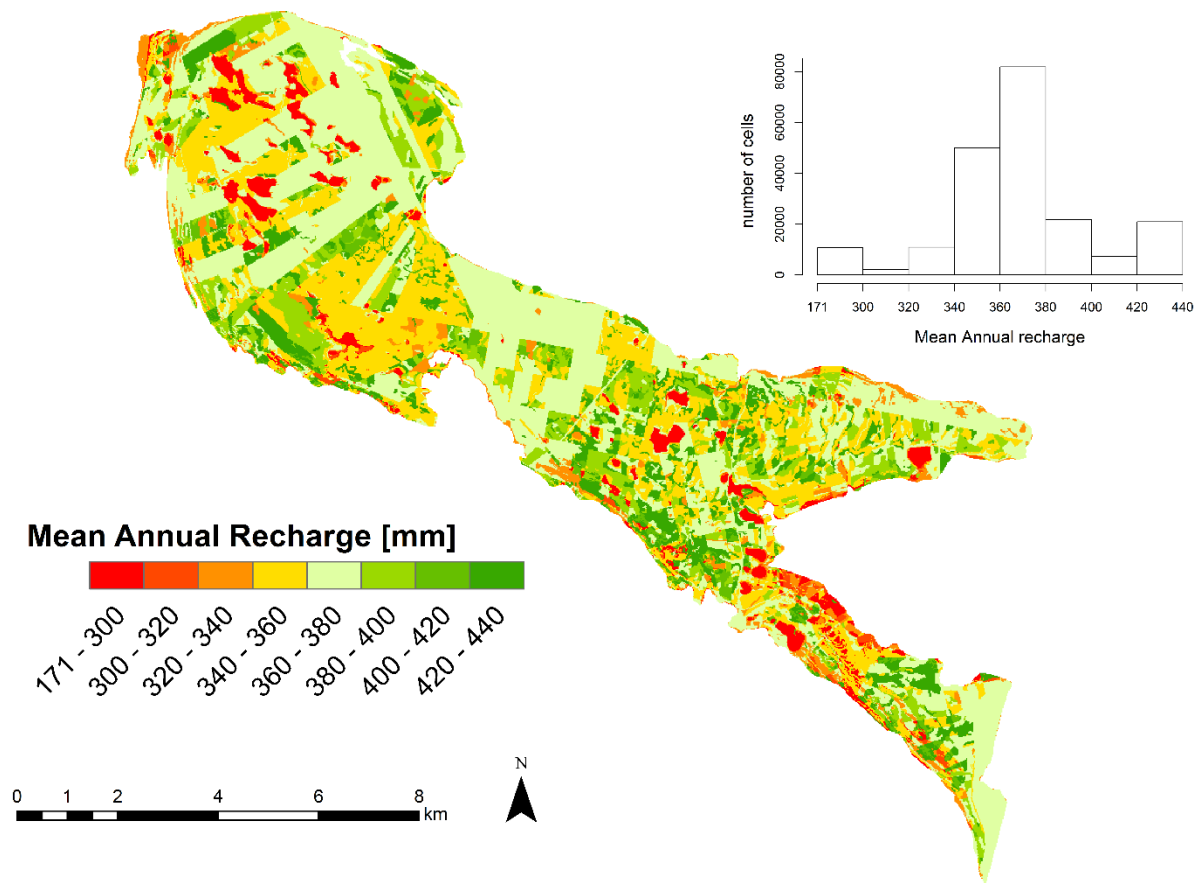 80000
60000
40000
20000
0
number of cells
171 300 320 340 360 380 400 420 440
Mean Annual recharge
Mean Annual Recharge [mm]
171 - 300
300 - 320
320 - 340
340 - 360
360 - 380
380 - 400
400 - 420
420 - 440
N
0 1 2 4 6 8
km